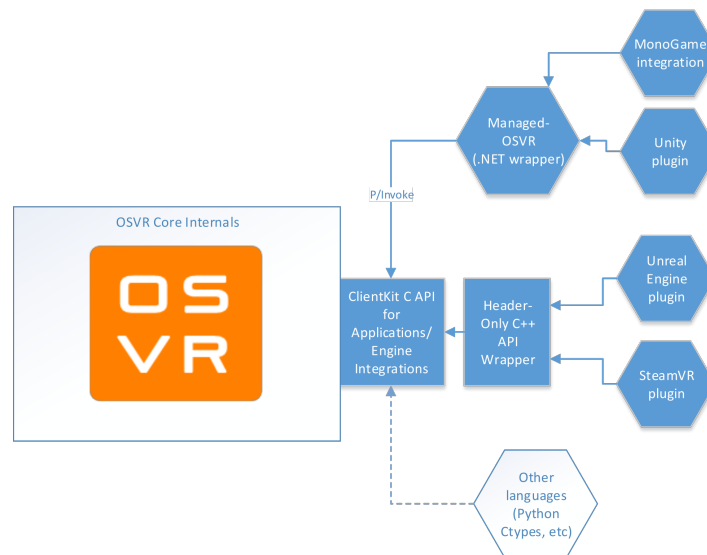 MonoGame
integration
Managed-
OSVR
(.NET wrapper)
Unity
plugin
P/Invoke
OSVR Core Internals
OS
VR
ClientKit C API
for
Applications/
Engine
Integrations
Header-
Only C++
API
Wrapper
Unreal
Engine
plugin
SteamVR
plugin
Other
languages
(Python
Ctypes, etc)